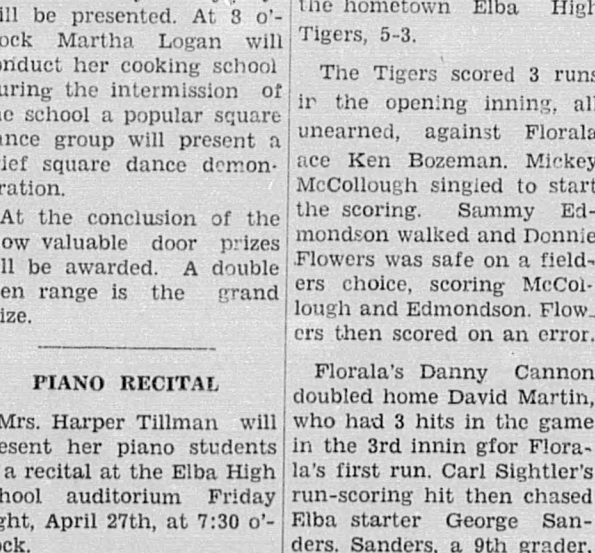 ill be presented. At 8 o'-
ock Martha Logan will
onduct her cooking school
uring the intermission of
he school a popular square
ance group will present a
ief square dance demon-
ration.
At the conclusion of the
ow valuable door prizes
ll be awarded. A double
en range is the grand
ize.
PIANO RECITAL
Mrs. Harper Tillman will
esent her piano students
a recital at the Elba High
hool auditorium Friday
ght, April 27th, at 7:30 o'-
ock.
the hometown Elba High
Tigers, 5-3.
The Tigers scored 3 runs
ir the opening inning, all
unearned, against Florala
ace Ken Bozeman. Mickey
McCollough singied to start
the scoring. Sammy Ed-
mondson walked and Donnie
Flowers was safe on a field-
ers choice, scoring McCol-
lough and Edmondson. Flow-
ers then scored on an error.
Florala's Danny Cannon
doubled home David Martin,
who had 3 hits in the game
in the 3rd innin gfor Flora-
la's first run. Carl Sightler's
run-scoring hit then chased
Elba starter George San-
ders. Sanders, a 9th grader,